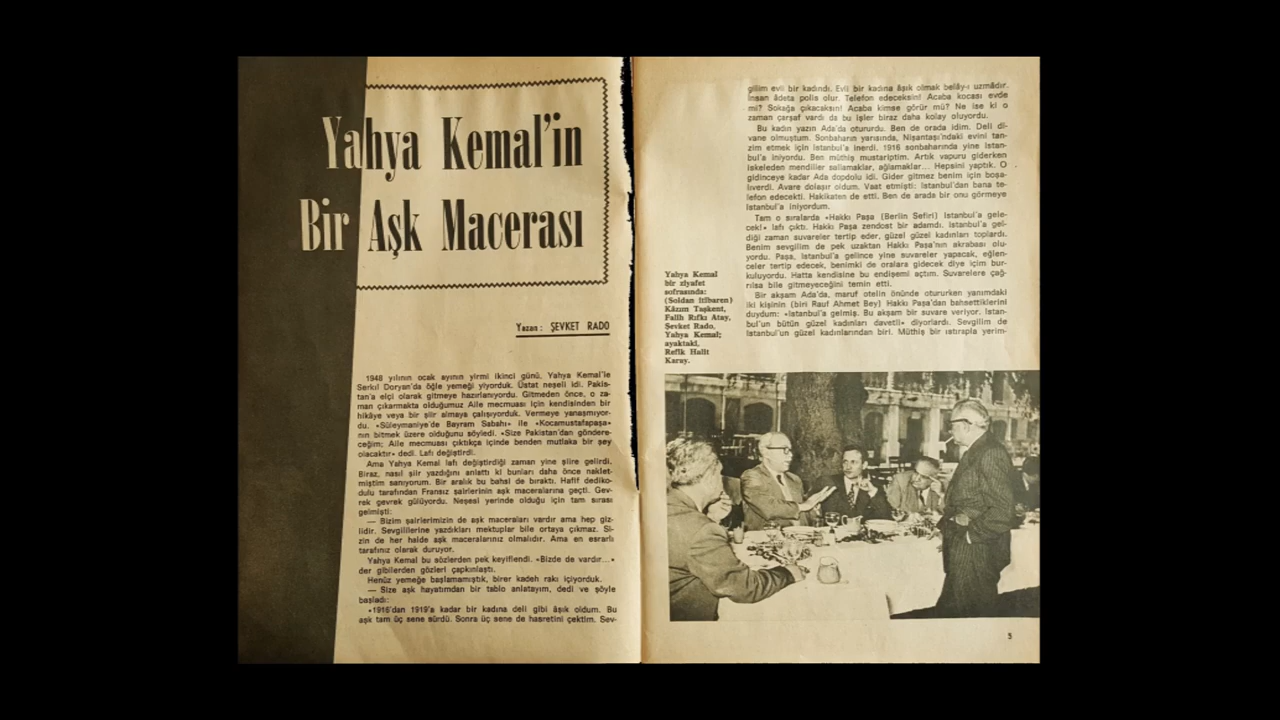 Yahya Kemal'in
Bir Aşk Macerası
Yazan: ŞEVKET RADO
1948 yılının ocak ayının yirmi ikinci günü, Yahya Kemal'le
Serkıl Doryan'da öğle yemeği yiyorduk. Üstat neşeli idi. Pakis-
tan'a elçi olarak gitmeye hazırlanıyordu. Gitmeden önce, o za-
man çıkarmakta olduğumuz Aile mecmuası için kendisinden bir
hikâye veya bir şiir almaya çalışıyorduk. Vermeye yanaşmıyor-
du. «Süleymaniye'de Bayram Sabahı» ile «Kocamustafapaşa»
nın bitmek üzere olduğunu söyledi. «Size Pakistan'dan göndere-
ceğim; Aile mecmuası çıktıkça içinde benden mutlaka bir şey
olacaktır» dedi. Lafı değiştirdi.
Ama Yahya Kemal lafı değiştirdiği zaman yine şiire gelirdi.
Biraz, nasıl şiir yazdığını anlattı ki bunları daha önce naklet-
miştim sanıyorum. Bir aralık bu bahsi de bıraktı. Hafif dediko-
dulu tarafından Fransız şairlerinin aşk maceralarına geçti. Gev-
rek gevrek gülüyordu. Neşesi yerinde olduğu için tam sırası
gelmişti:
— Bizim şairlerimizin de aşk maceraları vardır ama hep giz-
lidir. Sevgililerine yazdıkları mektuplar bile ortaya çıkmaz. Si-
zin de her halde aşk maceralarınız olmalıdır. Ama en esrarlı
tarafınız olarak duruyor.
Yahya Kemal bu sözlerden pek keyiflendi. «Bizde de vardır...»
der gibilerden gözleri çapkınlaştı.
Henüz yemeğe başlamamıştık, birer kadeh rakı içiyorduk.
— Size aşk hayatımdan bir tablo anlatayım, dedi ve şöyle
başladı:
«1916'dan 1919'a kadar bir kadına deli gibi âşık oldum. Bu
aşk tam üç sene sürdü. Sonra üç sene de hasretini çektim. Sev-
gilim evli bir kadındı. Evli bir kadına âşık olmak belây-ı uzmâdır.
İnsan âdeta polis olur. Telefon edeceksin! Acaba kocası evde
mi? Sokağa çıkacaksın! Acaba kimse görür mü? Ne ise ki o
zaman çarşaf vardı da bu işler biraz daha kolay oluyordu.
Bu kadın yazın Ada'da otururdu. Ben de orada idim. Deli di-
vane olmuştum. Sonbaharın yarısında, Nişantaşı'ndaki evini tan-
zim etmek için İstanbul'a inerdi. 1916 sonbaharında yine İstan-
bul'a iniyordu. Ben müthiş mustariptim. Artık vapuru giderken
iskeleden mendiller sallamaklar, ağlamaklar... Hepsini yaptık. O
gidinceye kadar Ada dopdolu idi. Gider gitmez benim için boşa-
lıverdi. Avare dolaşır oldum. Vaat etmişti: İstanbul'dan bana te-
lefon edecekti. Hakikaten de etti. Ben de arada bir onu görmeye
İstanbul'a iniyordum.
Tam o sıralarda «Hakkı Paşa (Berlin Sefiri) İstanbul'a gele-
cek!» lafı çıktı. Hakkı Paşa zendost bir adamdı. İstanbul'a gel-
diği zaman suvareler tertip eder, güzel güzel kadınları toplardı.
Benim sevgilim de pek uzaktan Hakkı Paşa'nın akrabası olu-
yordu. Paşa, İstanbul'a gelince yine suvareler yapacak, eğlen-
celer tertip edecek, benimki de oralara gidecek diye içim bur-
kuluyordu. Hatta kendisine bu endişemi açtım. Suvarelere çağ-
rılsa bile gitmeyeceğini temin etti.
Bir akşam Ada'da, maruf otelin önünde otururken yanımdaki
iki kişinin (biri Rauf Ahmet Bey) Hakkı Paşa'dan bahsettiklerini
duydum: «İstanbul'a gelmiş. Bu akşam bir suvare veriyor. İstan-
bul'un bütün güzel kadınları davetli» diyorlardı. Sevgilim de
İstanbul'un güzel kadınlarından biri. Müthiş bir ıstırapla yerim-
Yahya Kemal
bir ziyafet
sofrasında:
(Soldan itibaren)
Kâzım Taşkent,
Falih Rıfkı Atay,
Şevket Rado,
Yahya Kemal;
ayaktaki,
Refik Halit
Karay.
5